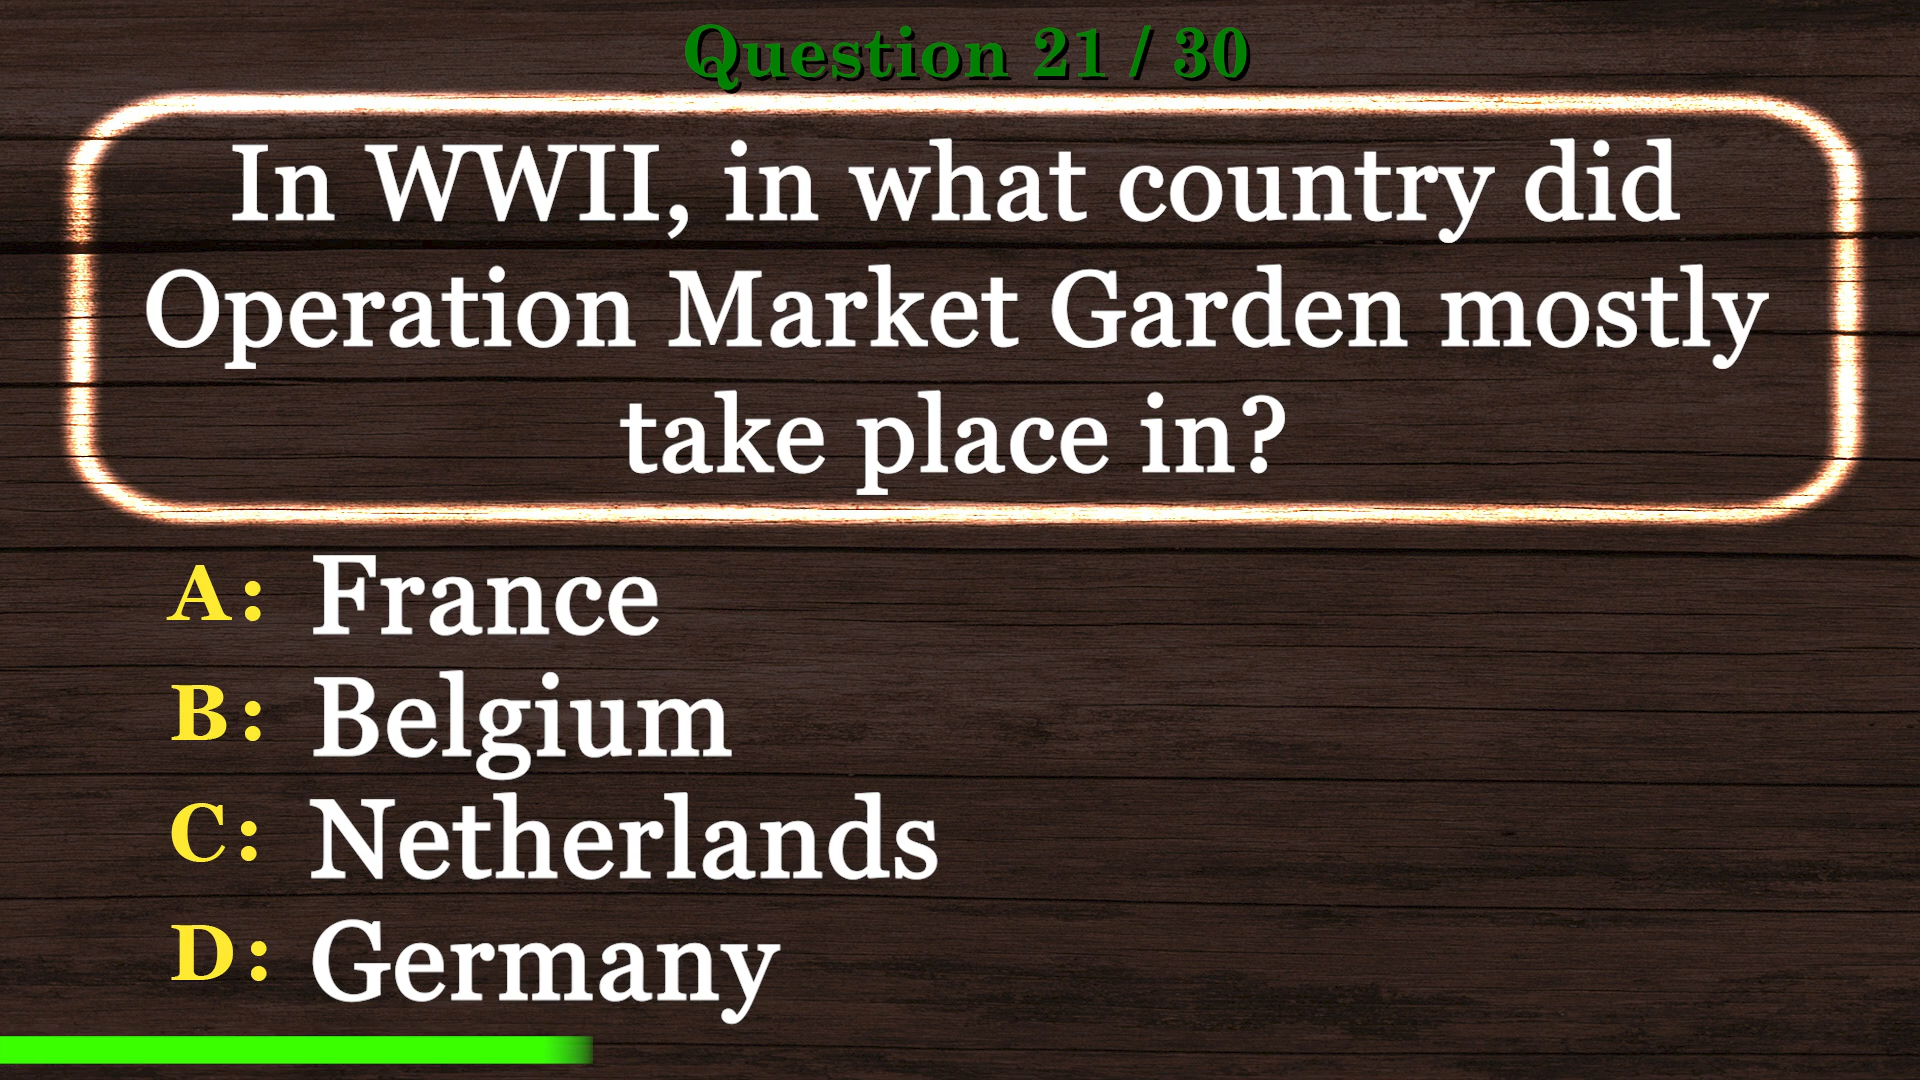 Question 21 / 30
In WWII, in what country did
Operation Market Garden mostly
take place in?
A: France
B: Belgium
C: Netherlands
D: Germany